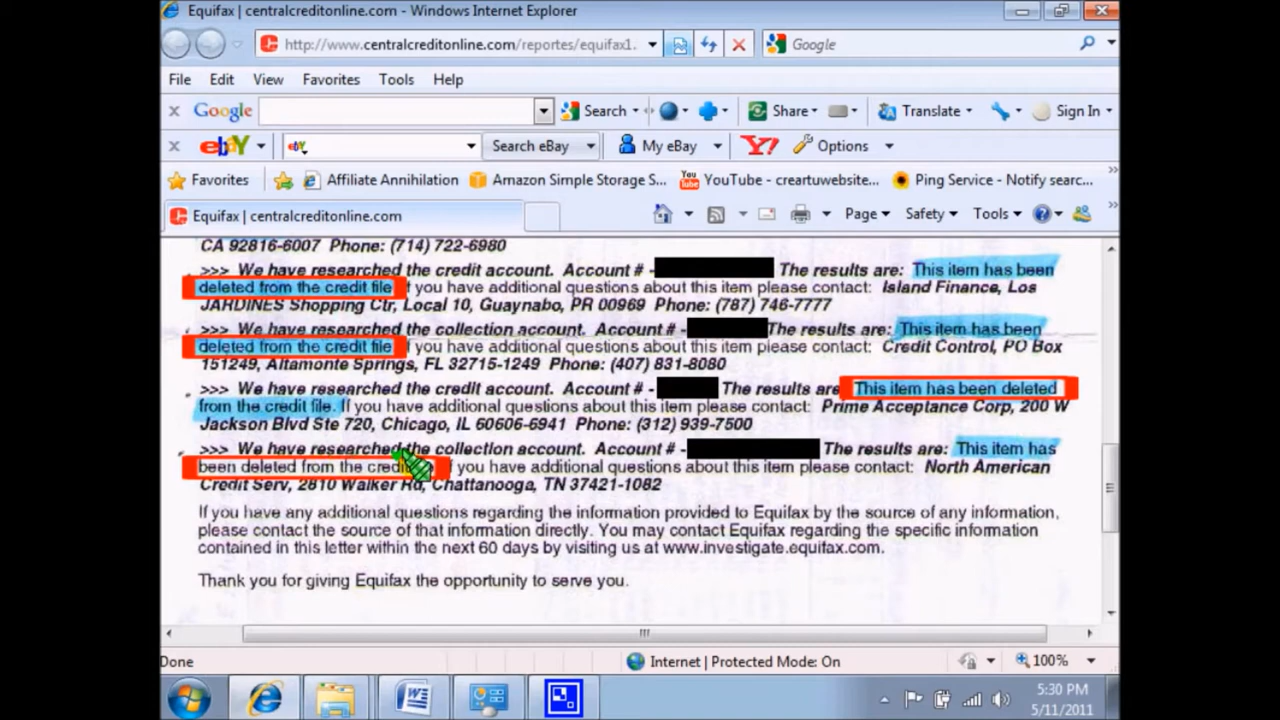 Equifax | centralcreditonline.com - Windows Internet Explorer
http://www.centralcreditonline.com/reportes/equifax1. Google
File Edit View Favorites Tools Help
Google Search Share Translate Sign In
ebY ebY Search eBay My eBay Y! Options
Favorites Affiliate Annihilation Amazon Simple Storage S... You Tube YouTube - creartuwebsite... Ping Service - Notify searc...
Equifax | centralcreditonline.com Page Safety Tools
CA 92816-6007 Phone: (714) 722-6980
>>> We have researched the credit account. Account # - The results are: This item has been
deleted from the credit file f you have additional questions about this item please contact: Island Finance, Los
JARDINES Shopping Ctr, Local 10, Guaynabo, PR 00969 Phone: (787) 746-7777
>>> We have researched the collection account. Account # - The results are: This item has been
deleted from the credit file f you have additional questions about this item please contact: Credit Control, PO Box
151249, Altamonte Springs, FL 32715-1249 Phone: (407) 831-8080
>>> We have researched the credit account. Account # - The results are This item has been deleted
from the credit file. If you have additional questions about this item please contact: Prime Acceptance Corp, 200 W
Jackson Blvd Ste 720, Chicago, IL 60606-6941 Phone: (312) 939-7500
>>> We have researched the collection account. Account # - The results are: This item has
been deleted from the credi f you have additional questions about this item please contact: North American
Credit Serv, 2810 Walker Rd, Chattanooga, TN 37421-1082
If you have any additional questions regarding the information provided to Equifax by the source of any information,
please contact the source of that information directly. You may contact Equifax regarding the specific information
contained in this letter within the next 60 days by visiting us at www.investigate.equifax.com.
Thank you for giving Equifax the opportunity to serve you.
Done Internet | Protected Mode: On 100%
5:30 PM
5/11/2011